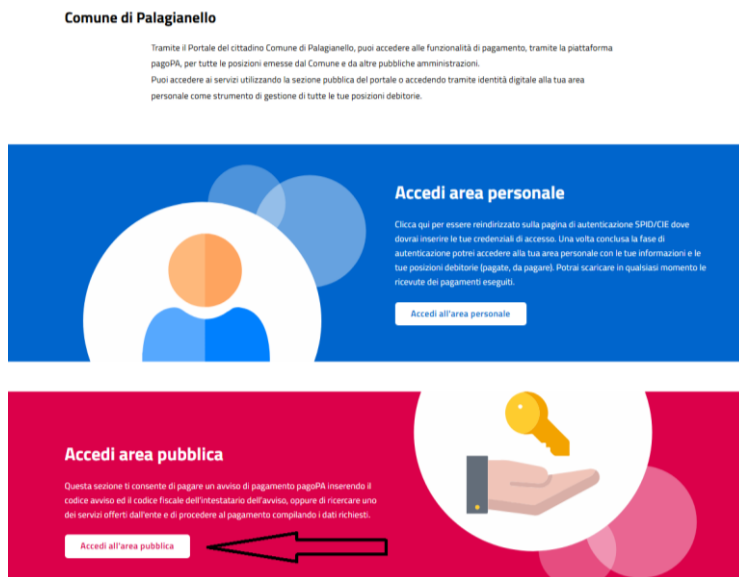 Comune di Palagianello
Tramite il Portale del cittadino Comune di Palagianello, puoi accedere alle funzionalità di pagamento, tramite la piattaforma
pagoPA, per tutte le posizioni emesse dal Comune e da altre pubbliche amministrazioni.
Puoi accedere ai servizi utilizzando la sezione pubblica del portale o accedendo tramite identità digitale alla tua area
personale come strumento di gestione di tutte le tue posizioni debitorie.
Accedi area personale
Clicca qui per essere reindirizzato sulla pagina di autenticazione SPID/CIE dove
dovrai inserire le tue credenziali di accesso. Una volta conclusa la fase di
autenticazione potrei accedere alla tua area personale con le tue informazioni e le
tue posizioni debitorie (pagate, da pagare). Potrai scaricare in qualsiasi momento le
ricevute dei pagamenti eseguiti.
Accedi all'area personale
Accedi area pubblica
Questa sezione ti consente di pagare un avviso di pagamento pagoPA inserendo il
codice avviso ed il codice fiscale dell'intestatario dell'avviso, oppure di ricercare uno
dei servizi offerti dall'ente e di procedere al pagamento compilando i dati richiesti.
Accedi all'area pubblica